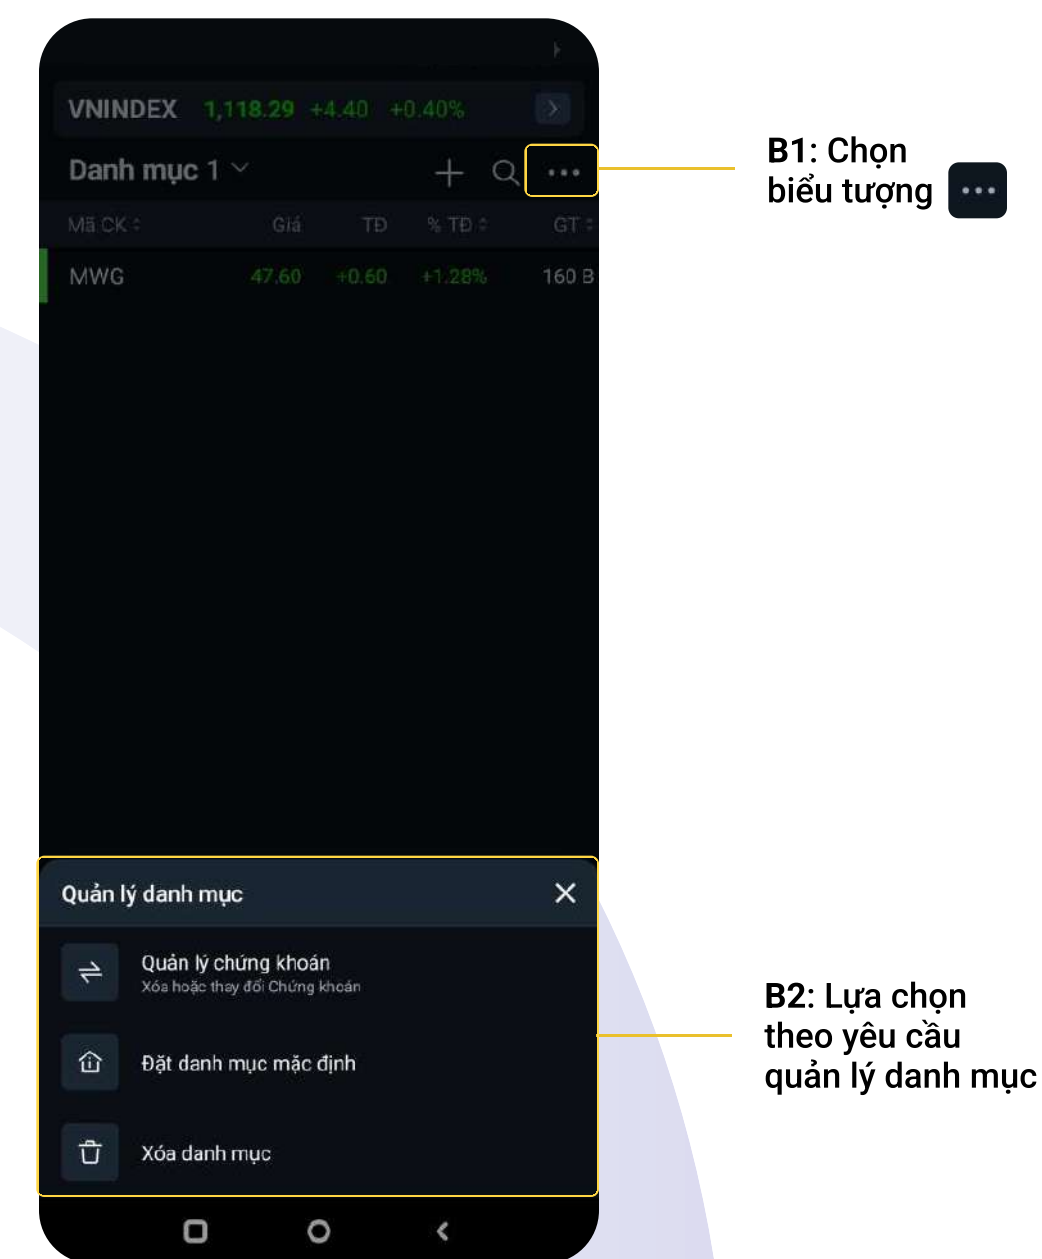 VNINDEX 1,118.29 +4.40 +0.40%
Danh mục 1
B1: Chọn
biểu tượng
Mã CK Giá TĐ % TĐ GT
MWG 47.60 +0.60 +1.28% 160 B
Quản lý danh mục
Quản lý chứng khoán
Xóa hoặc thay đổi Chứng khoán
Đặt danh mục mặc định
Xóa danh mục
B2: Lựa chọn
theo yêu cầu
quản lý danh mục